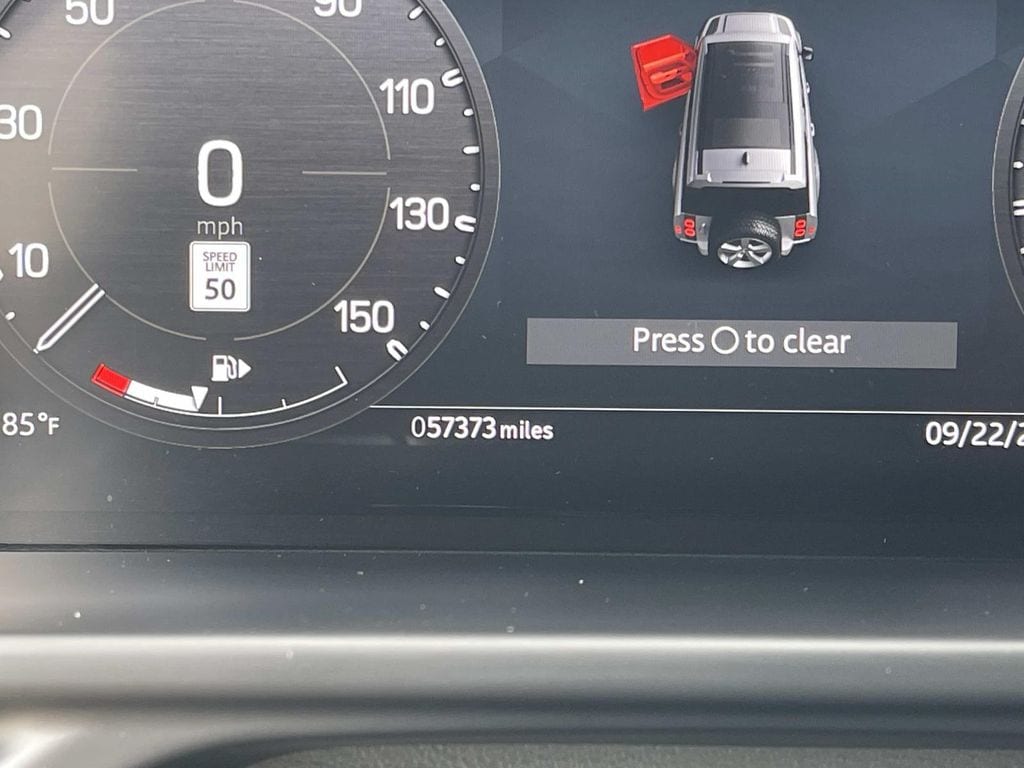 50
90
30
110
0
mph
130
SPEED
LIMIT
50
10
150
Press to clear
85°F
057373 miles
09/22/2